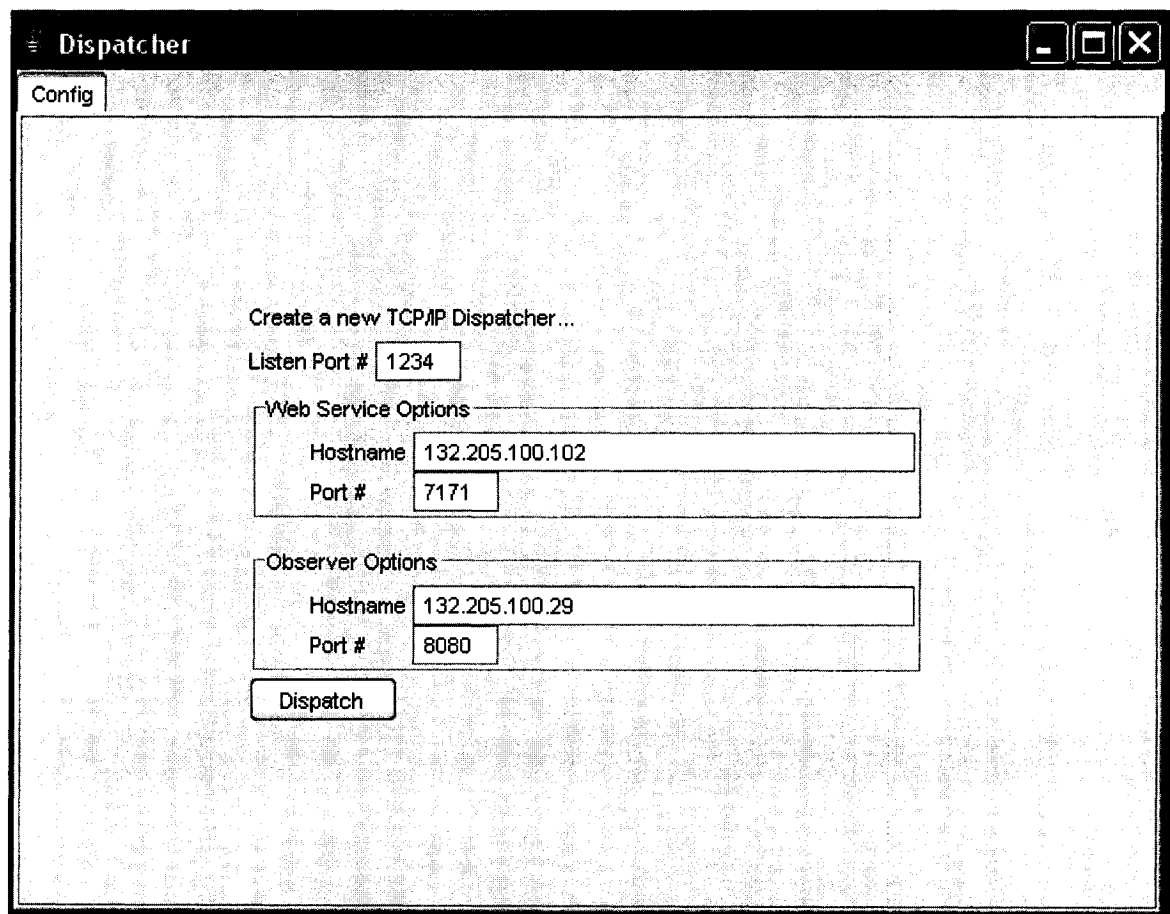 Dispatcher
Config
Create a new TCP/IP Dispatcher...
Listen Port # 1234
Web Service Options
Hostname 132.205.100.102
Port # 7171
Observer Options
Hostname 132.205.100.29
Port # 8080
Dispatch